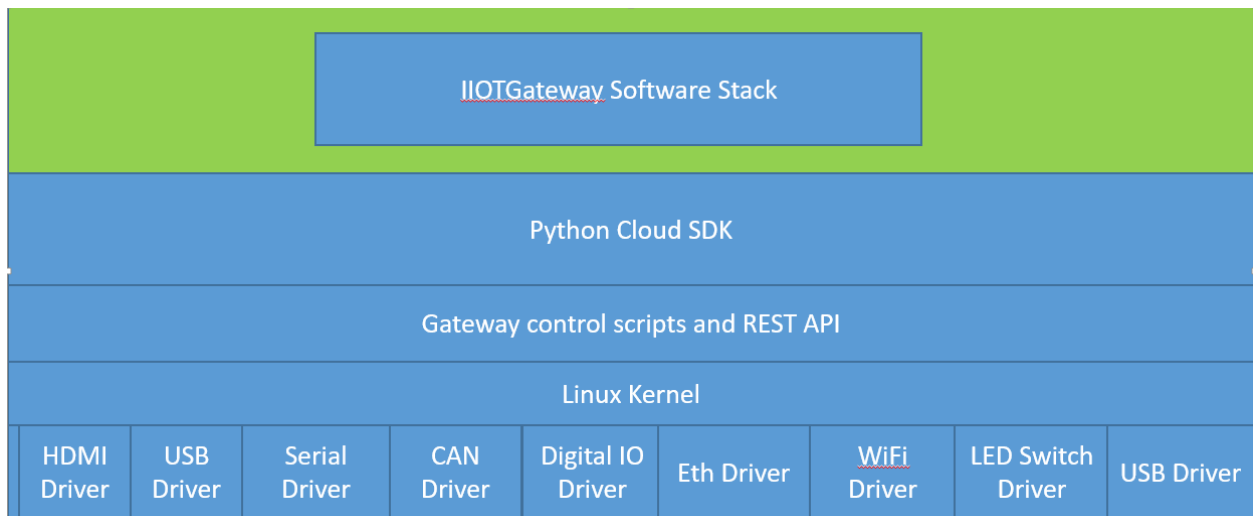 IIOTGateway Software Stack
Python Cloud SDK
Gateway control scripts and REST API
Linux Kernel
HDMI
Driver
USB
Driver
Serial
Driver
CAN
Driver
Digital IO
Driver
Eth Driver
WiFi
Driver
LED Switch
Driver
USB Driver